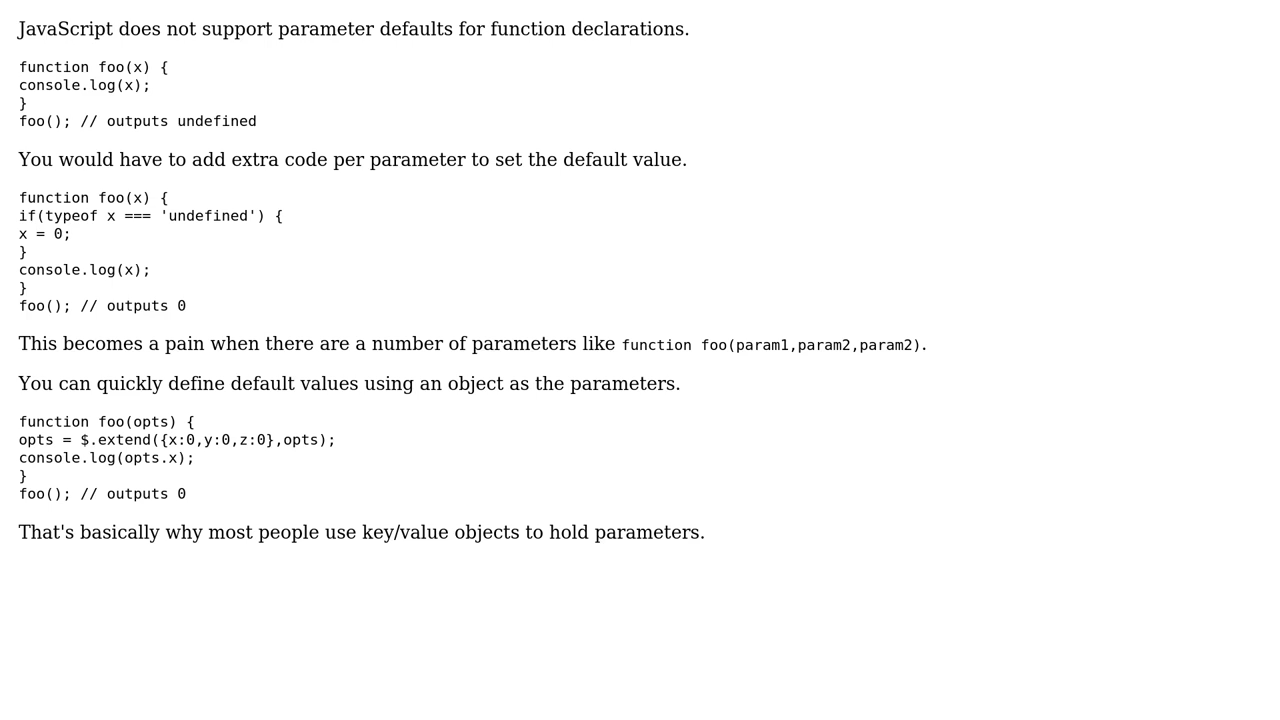 JavaScript does not support parameter defaults for function declarations.
function foo(x) {
console.log(x);
}
foo(); // outputs undefined
You would have to add extra code per parameter to set the default value.
function foo(x) {
if(typeof x === 'undefined') {
x = 0;
}
console.log(x);
}
foo(); // outputs 0
This becomes a pain when there are a number of parameters like function foo(param1,param2,param2).
You can quickly define default values using an object as the parameters.
function foo(opts) {
opts = $.extend({x:0,y:0,z:0},opts);
console.log(opts.x);
}
foo(); // outputs 0
That's basically why most people use key/value objects to hold parameters.